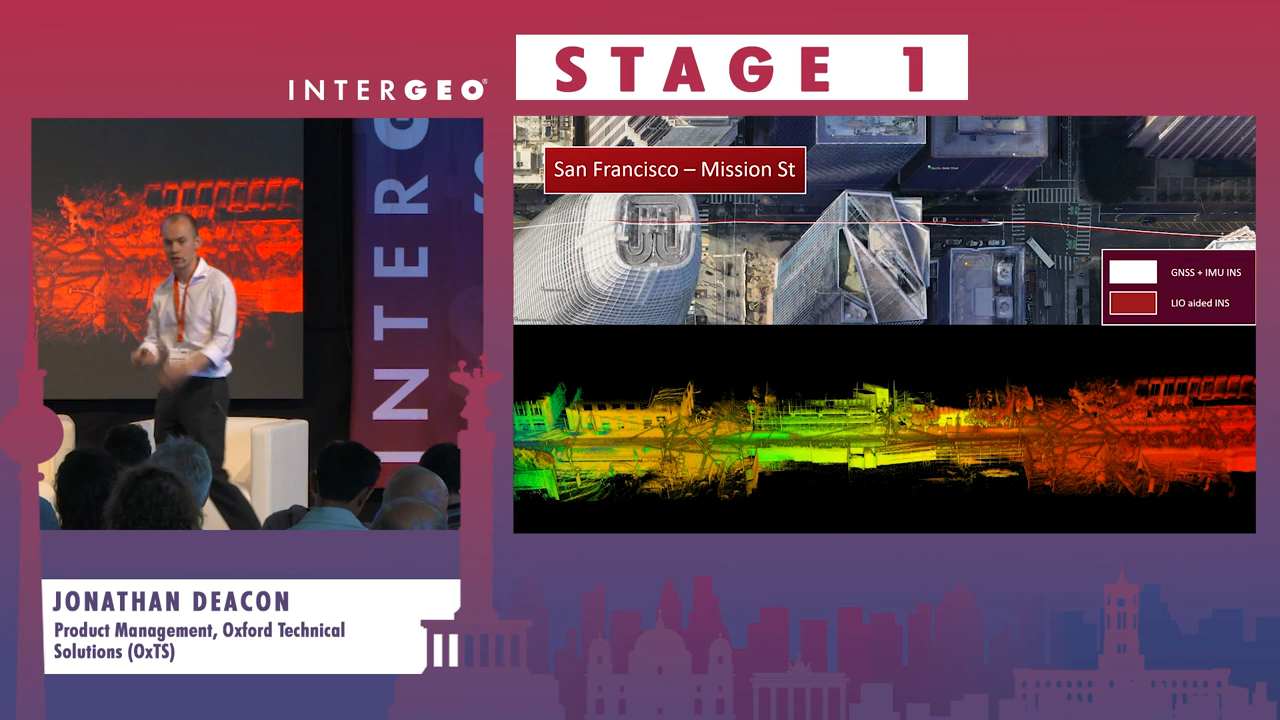 INTERGEO®
STAGE 1
INTERG
San Francisco – Mission St
GNSS + IMU INS
LIO aided INS
JONATHAN DEACON
Product Management, Oxford Technical
Solutions (OxTS)